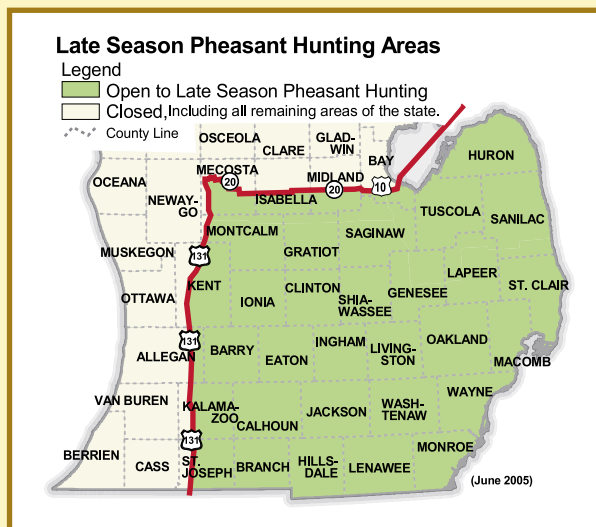 Late Season Pheasant Hunting Areas
Legend
Open to Late Season Pheasant Hunting
Closed, Including all remaining areas of the state.
County Line
OSCEOLA
CLARE
GLAD-
WIN
BAY
HURON
MECOSTA
MIDLAND
20
20
10
OCEANA
NEWAY-
GO
ISABELLA
TUSCOLA
SANILAC
MONTCALM
SAGINAW
MUSKEGON
131
GRATIOT
LAPEER
OTTAWA
KENT
IONIA
CLINTON
SHIA-
WASSEE
GENESEE
ST. CLAIR
131
ALLEGAN
BARRY
EATON
INGHAM
LIVING-
STON
OAKLAND
MACOMB
VAN BUREN
KALAMA-
ZOO
CALHOUN
JACKSON
WASH-
TENAW
WAYNE
131
BERRIEN
CASS
ST.
JOSEPH
BRANCH
HILLS-
DALE
LENAWEE
MONROE
(June 2005)